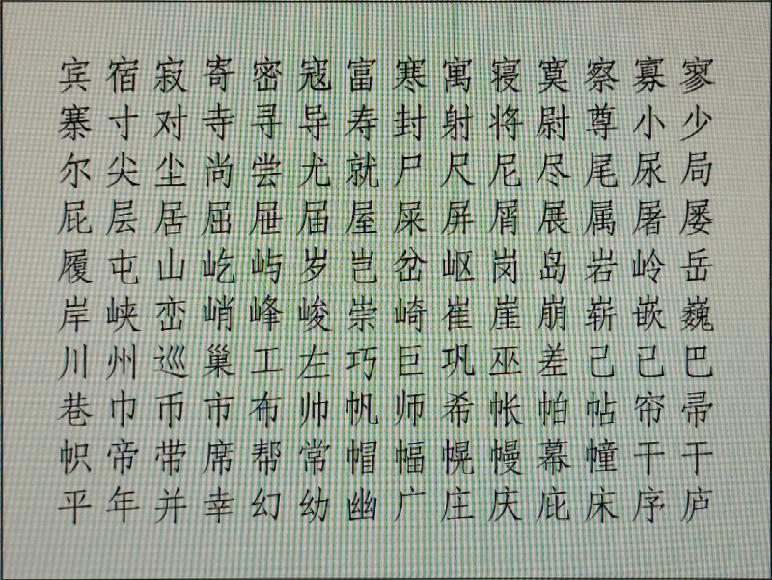 宾宿寂寄密寇富寒寓寝寞察寡寥
寨寸对寺寻导寿封射将尉尊小少
尔尖尘尚尝尤就尸尺尼尽尾尿局
屁层居屈屉届屋屎屏屑展属屠屡
履屯山屹屿岁岂岔岖岗岛岩岭岳
岸峡峦峭峰峻崇崎崔崖崩崭嵌巍
川州巡巢工左巧巨巩巫差己已巴
巷巾币市布帅帆师希帐帕帖帘帚
帜帝带席帮常帽幅幌幔幕幢干干
平年并幸幻幼幽广庄庆庇床序庐